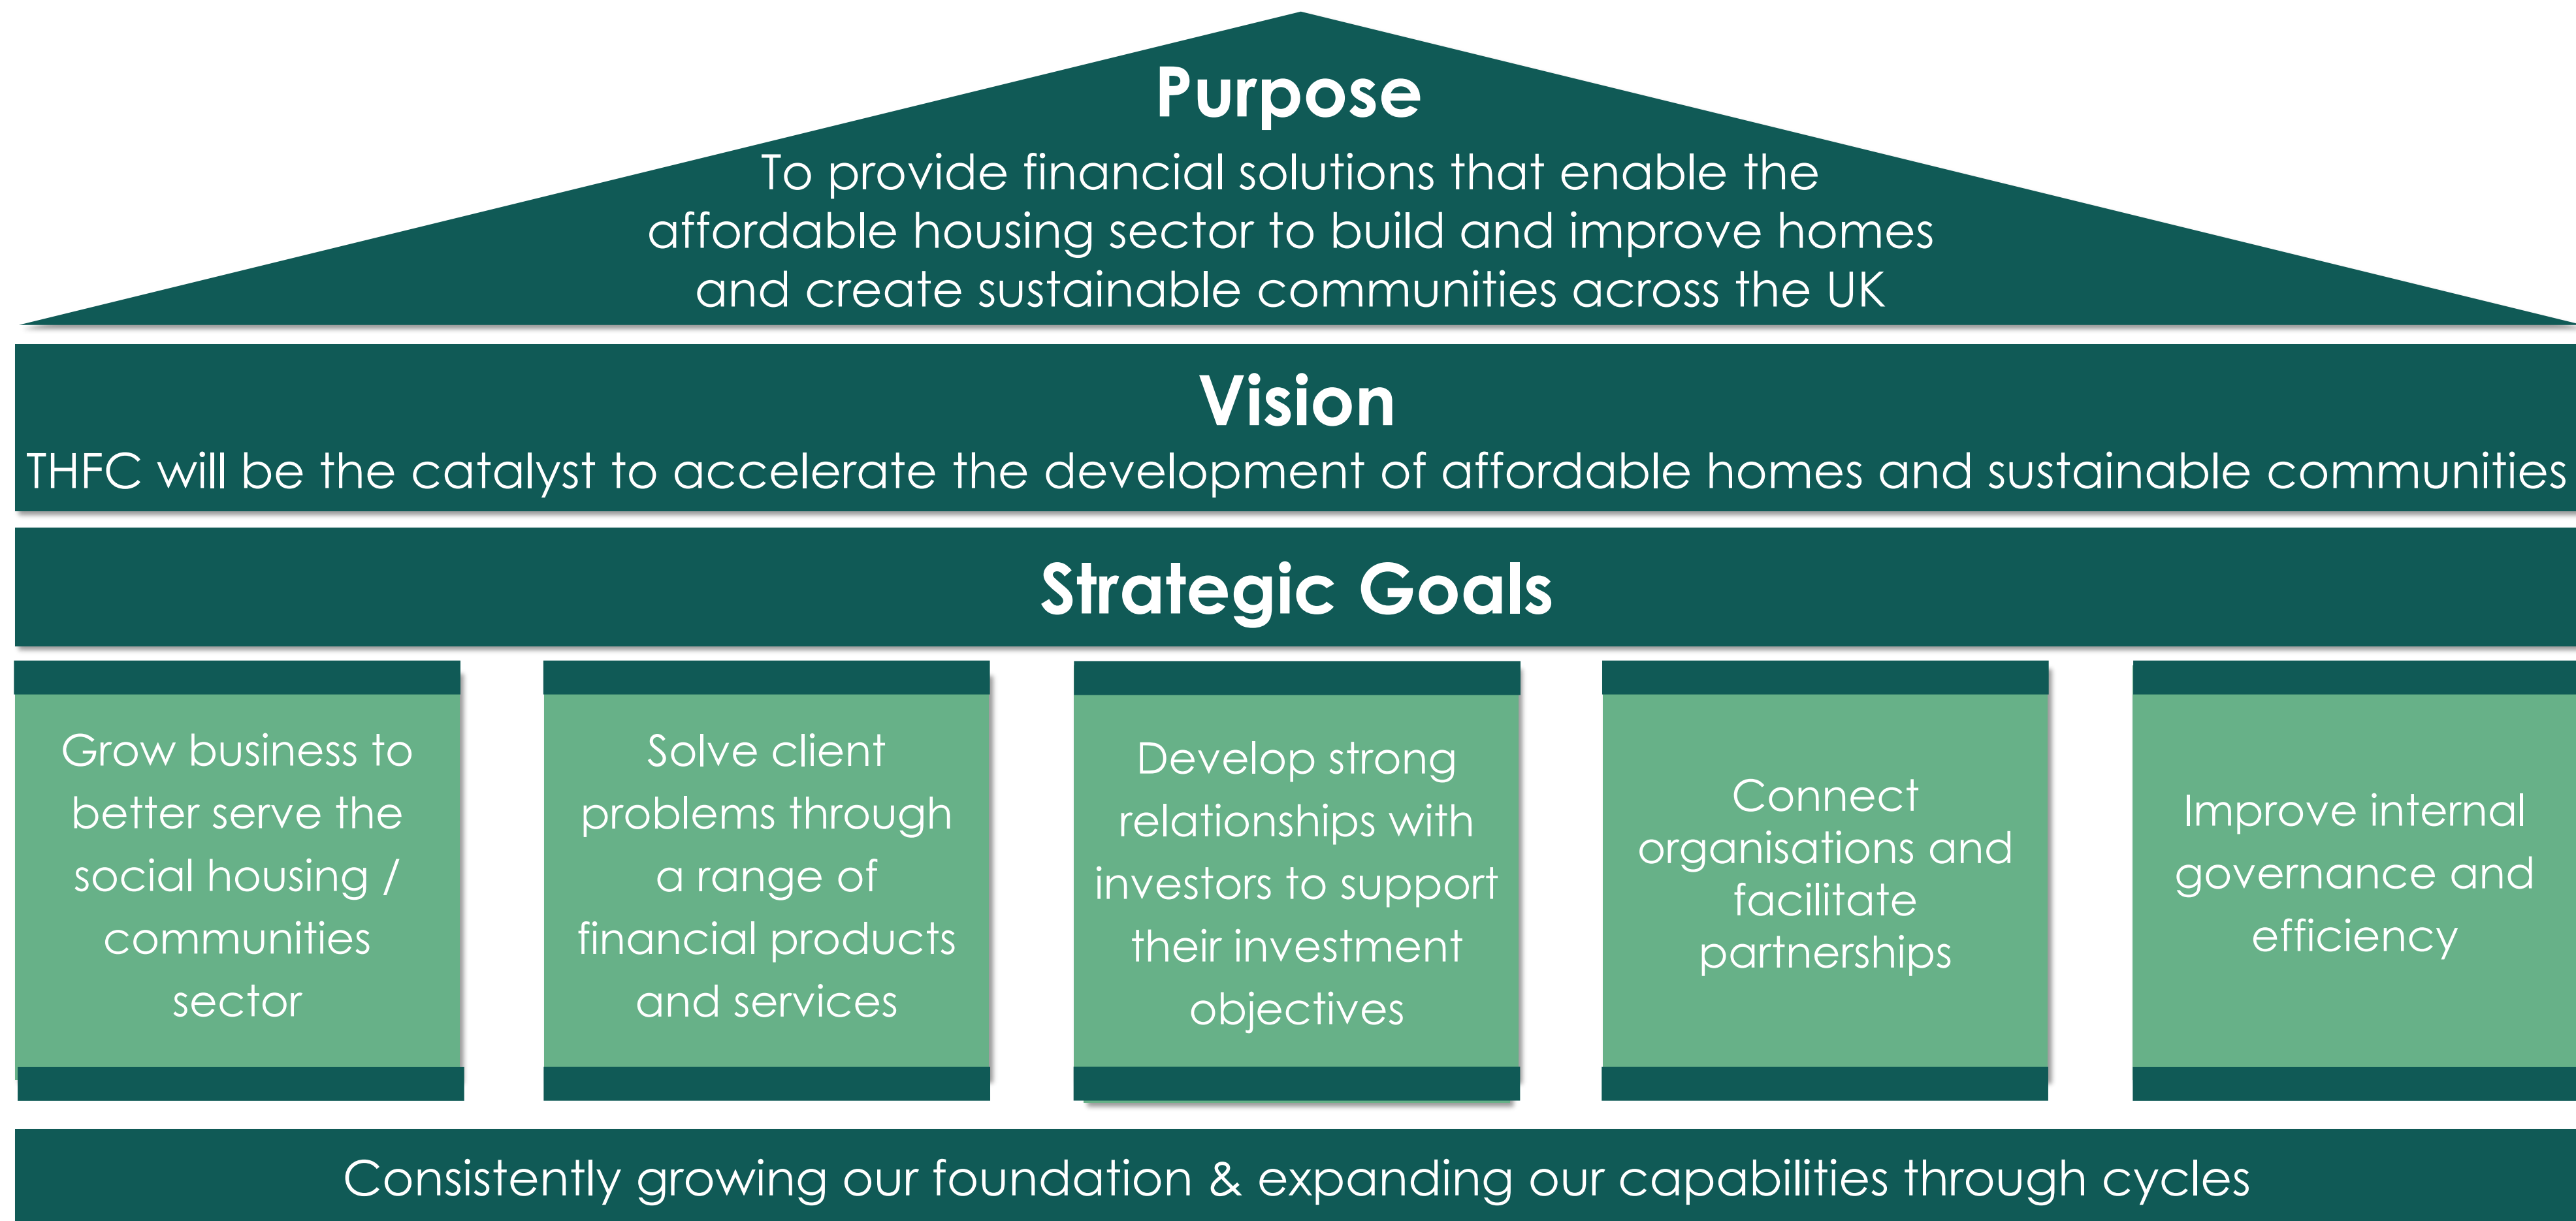 Purpose
To provide financial solutions that enable the
affordable housing sector to build and improve homes
and create sustainable communities across the UK
Vision
THFC will be the catalyst to accelerate the development of affordable homes and sustainable communities
Strategic Goals
Grow business to
better serve the
social housing /
communities
sector
Solve client
problems through
a range of
financial products
and services
Develop strong
relationships with
investors to support
their investment
objectives
Connect
organisations and
facilitate
partnerships
Improve internal
governance and
efficiency
Consistently growing our foundation & expanding our capabilities through cycles